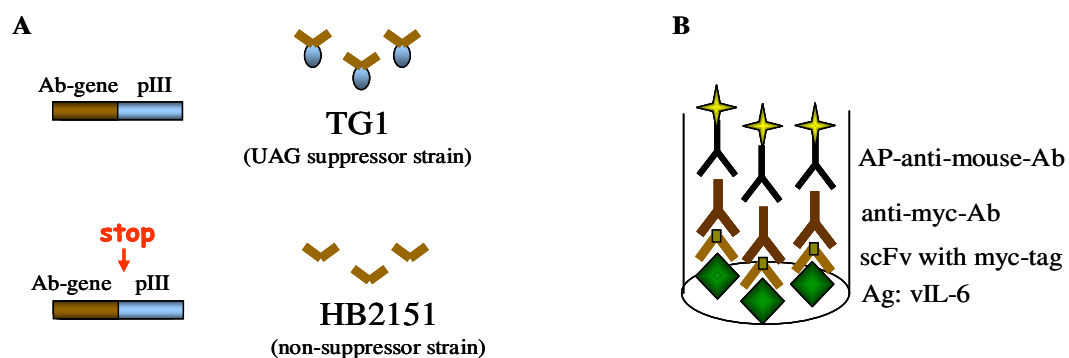 A
Ab-gene pIII
TG1
(UAG suppressor strain)
stop
Ab-gene pIII
HB2151
(non-suppressor strain)
B
AP-anti-mouse-Ab
anti-myc-Ab
scFv with myc-tag
Ag: vIL-6